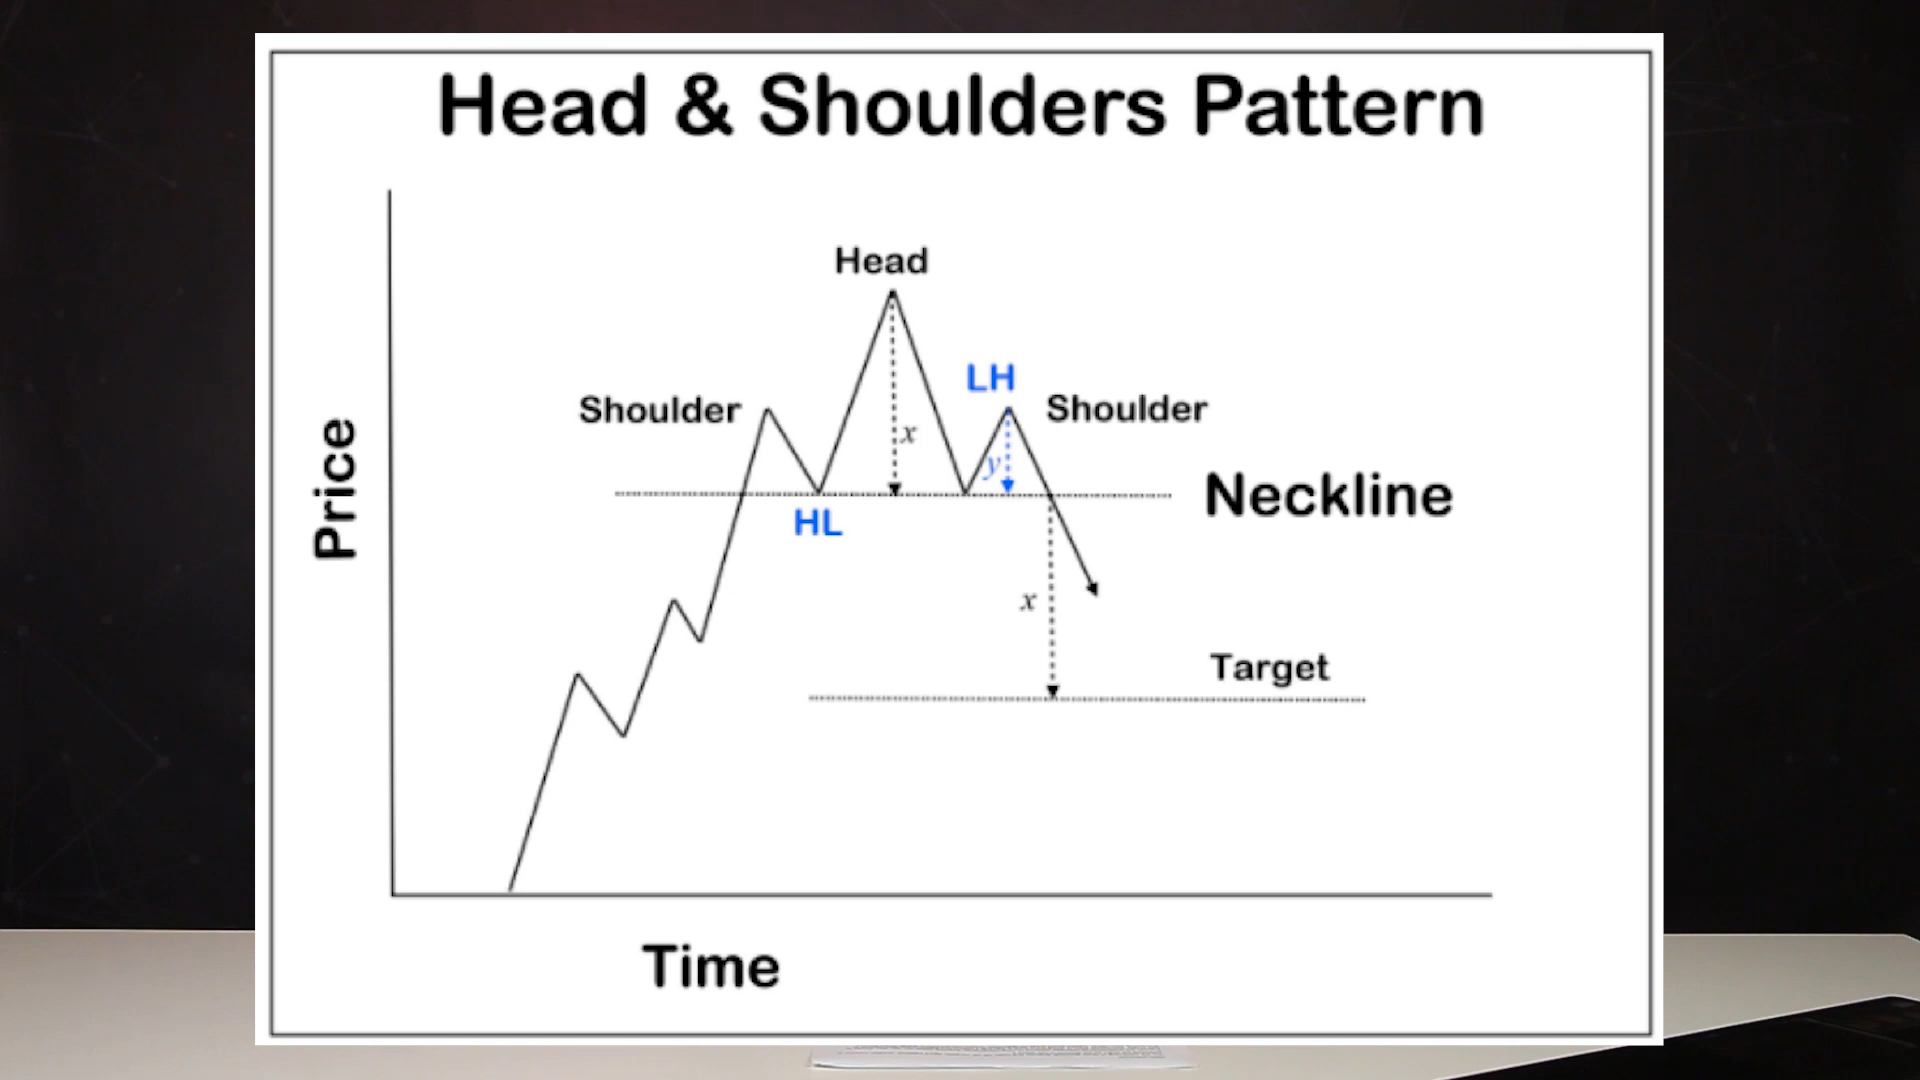 Head & Shoulders Pattern
Head
LH
Shoulder
Shoulder
x
y
Price
Neckline
HL
x
Target
Time